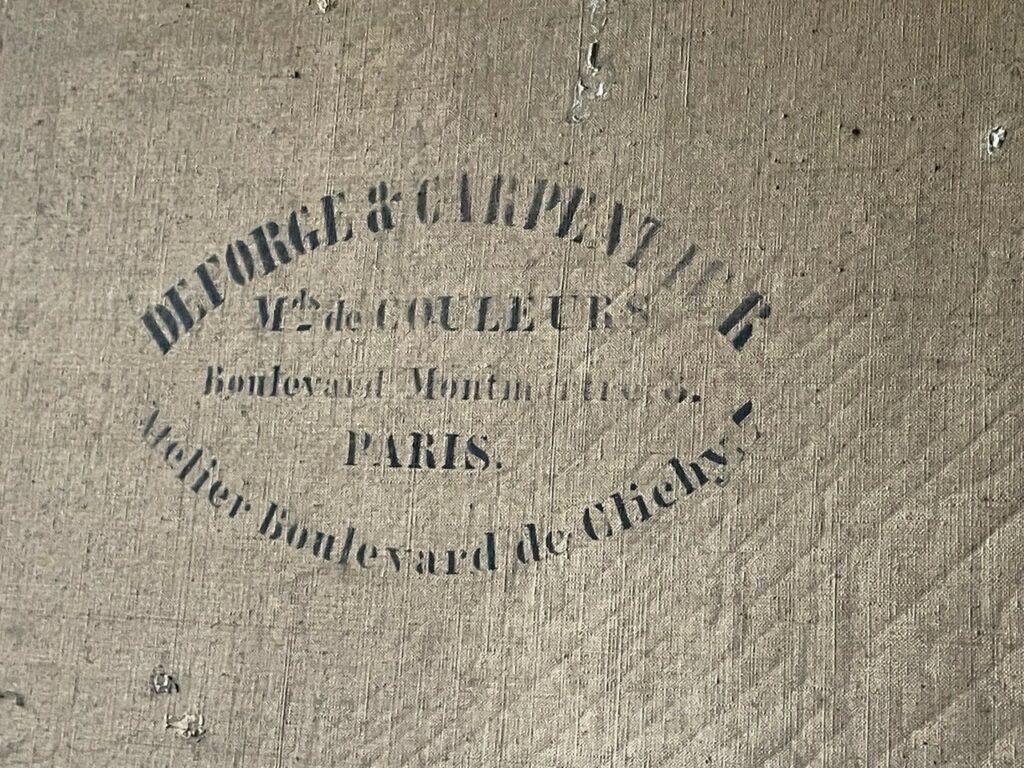 DEFORGE & CARPENTIER
Mds de COULEURS
Boulevard Montmartre, 8.
PARIS.
Atelier Boulevard de Clichy, 7